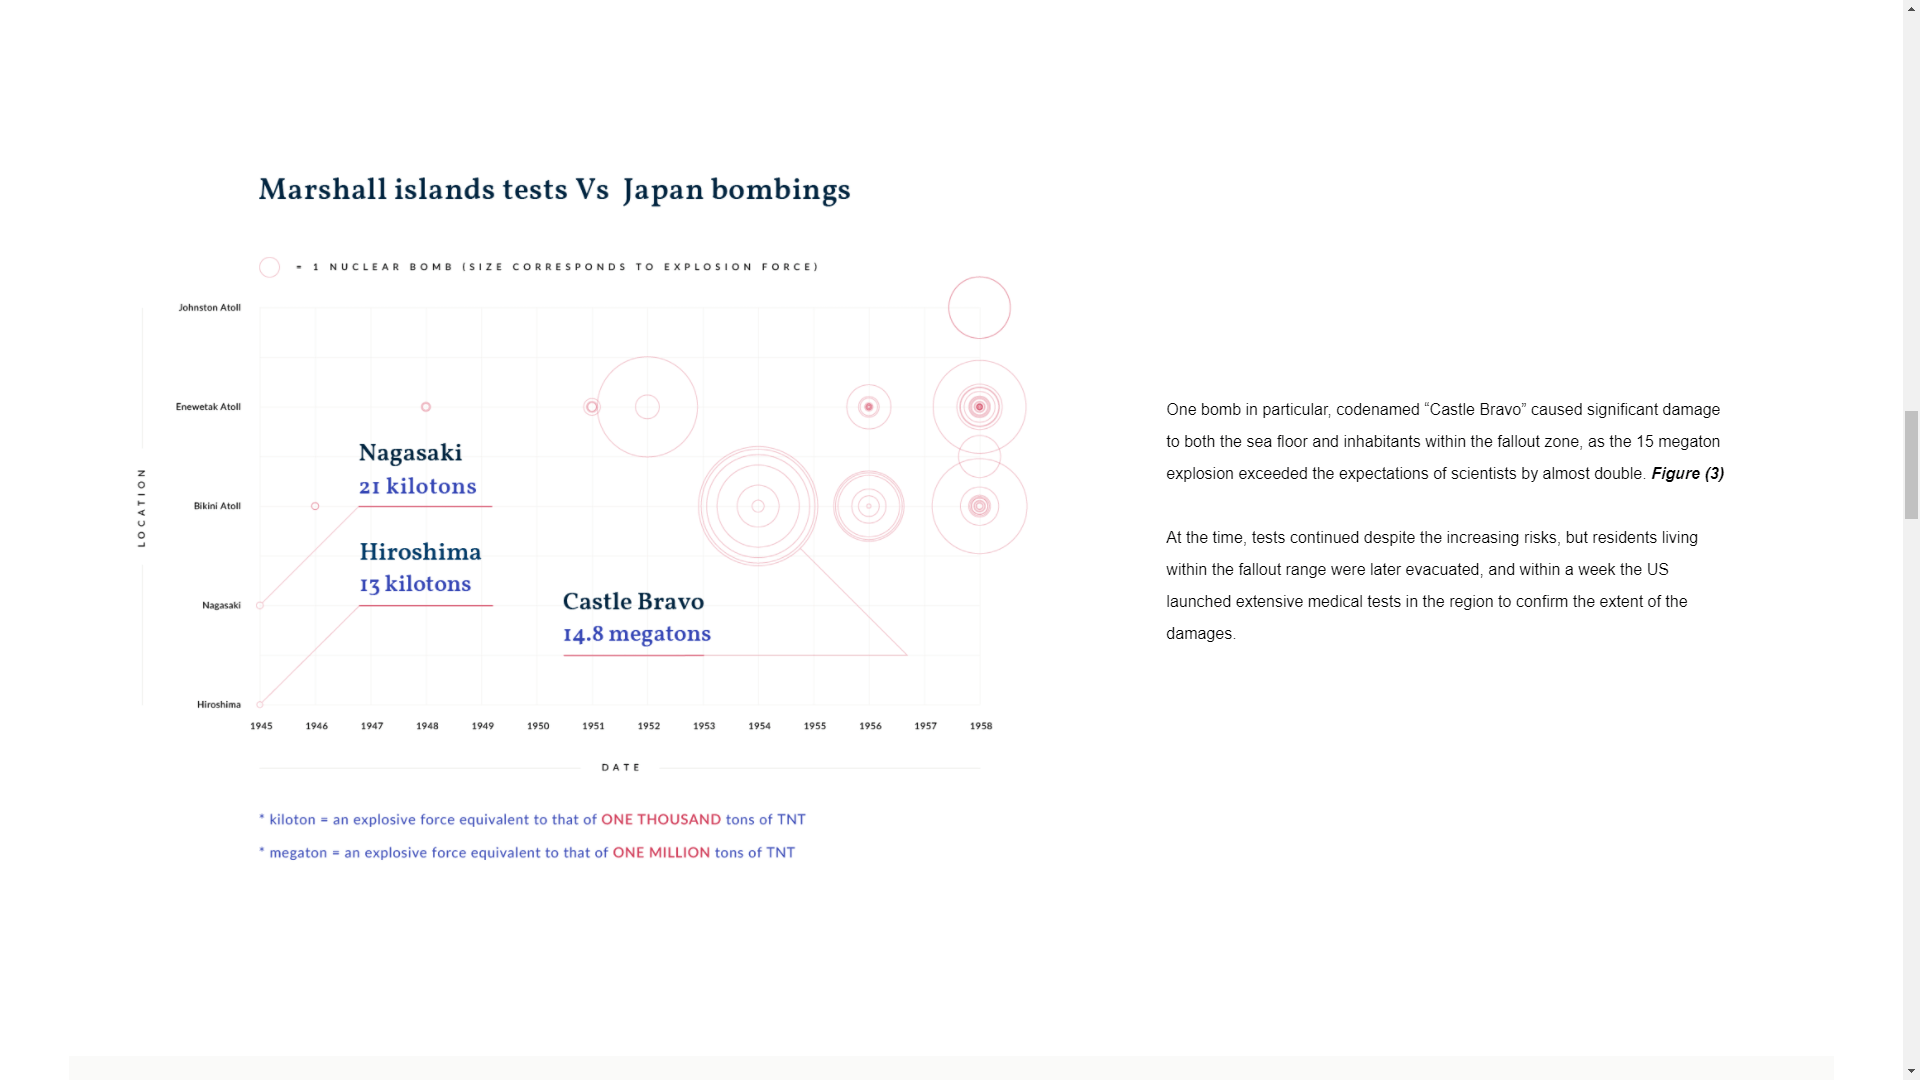 Marshall islands tests Vs Japan bombings
= 1 NUCLEAR BOMB (SIZE CORRESPONDS TO EXPLOSION FORCE)
Johnston Atoll
Enewetak Atoll
Bikini Atoll
Nagasaki
Hiroshima
LOCATION
Nagasaki
21 kilotons
Hiroshima
13 kilotons
Castle Bravo
14.8 megatons
1945 1946 1947 1948 1949 1950 1951 1952 1953 1954 1955 1956 1957 1958
DATE
* kiloton = an explosive force equivalent to that of ONE THOUSAND tons of TNT
* megaton = an explosive force equivalent to that of ONE MILLION tons of TNT
One bomb in particular, codenamed “Castle Bravo” caused significant damage
to both the sea floor and inhabitants within the fallout zone, as the 15 megaton
explosion exceeded the expectations of scientists by almost double. Figure (3)
At the time, tests continued despite the increasing risks, but residents living
within the fallout range were later evacuated, and within a week the US
launched extensive medical tests in the region to confirm the extent of the
damages.